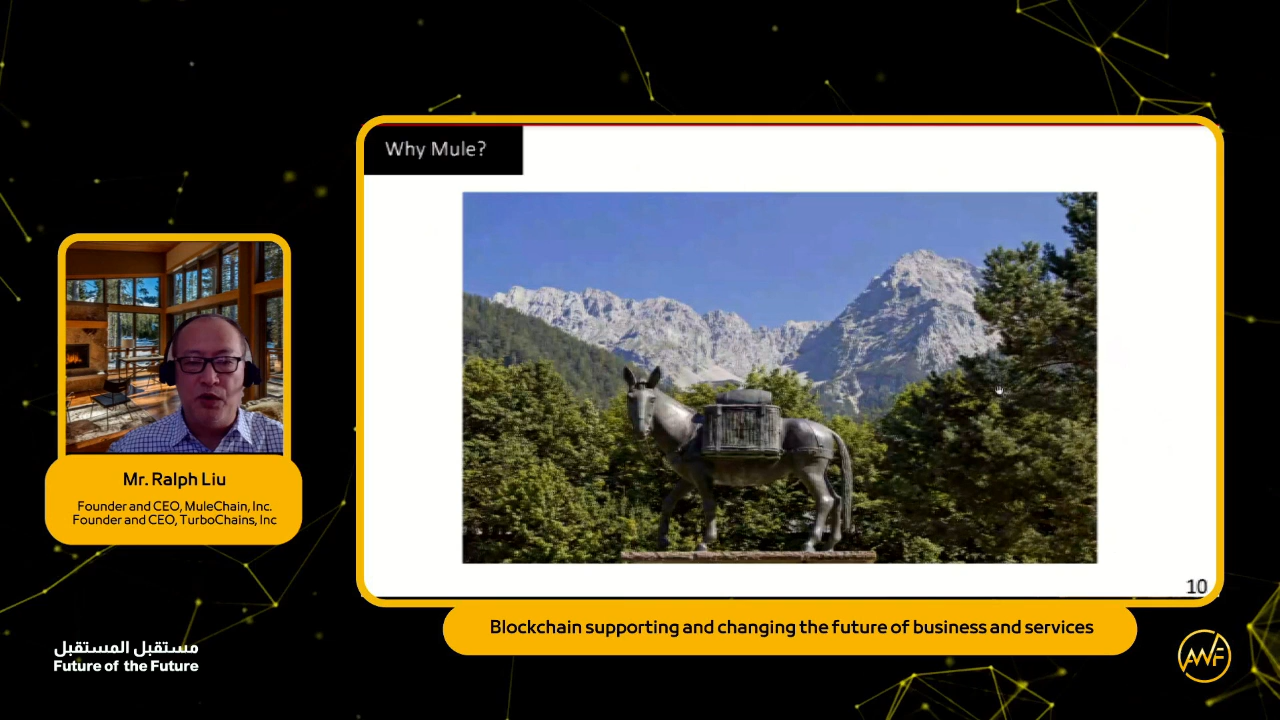 Why Mule?
10
Mr. Ralph Liu
Founder and CEO, MuleChain, Inc.
Founder and CEO, TurboChains, Inc
Blockchain supporting and changing the future of business and services
مستقبل المستقبل
Future of the Future
AWF